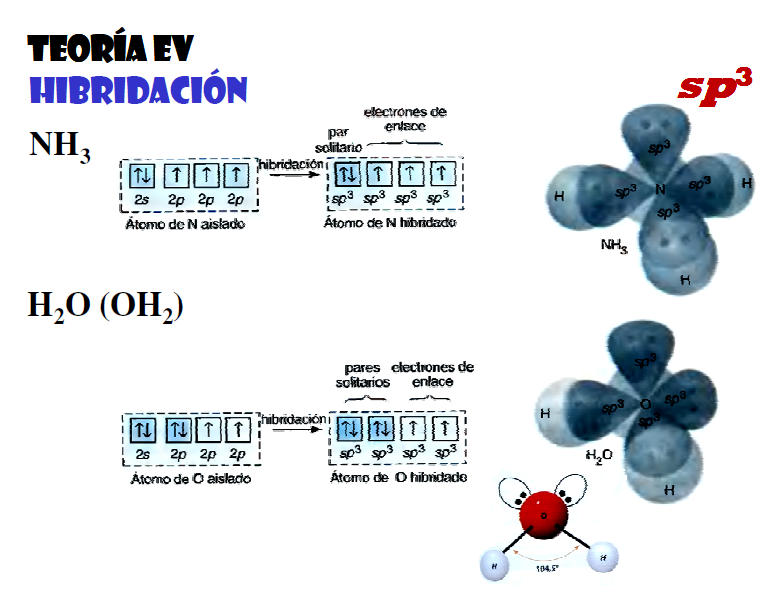 TEORÍA EV
HIBRIDACIÓN
sp³
NH₃
par
solitario
electrones de
enlace
hibridación
↑↓ ↑ ↑ ↑
2s 2p 2p 2p
Átomo de N aislado
↑↓ ↑ ↑ ↑
sp³ sp³ sp³ sp³
Átomo de N hibridado
sp³
H sp³ N sp³ H
sp³
NH₃
H
H₂O (OH₂)
pares
solitarios
electrones de
enlace
hibridación
↑↓ ↑↓ ↑ ↑
2s 2p 2p 2p
Átomo de O aislado
↑↓ ↑↓ ↑ ↑
sp³ sp³ sp³ sp³
Átomo de O hibridado
sp³
H sp³ O sp³
sp³
H₂O
H
O
H H
104,5°